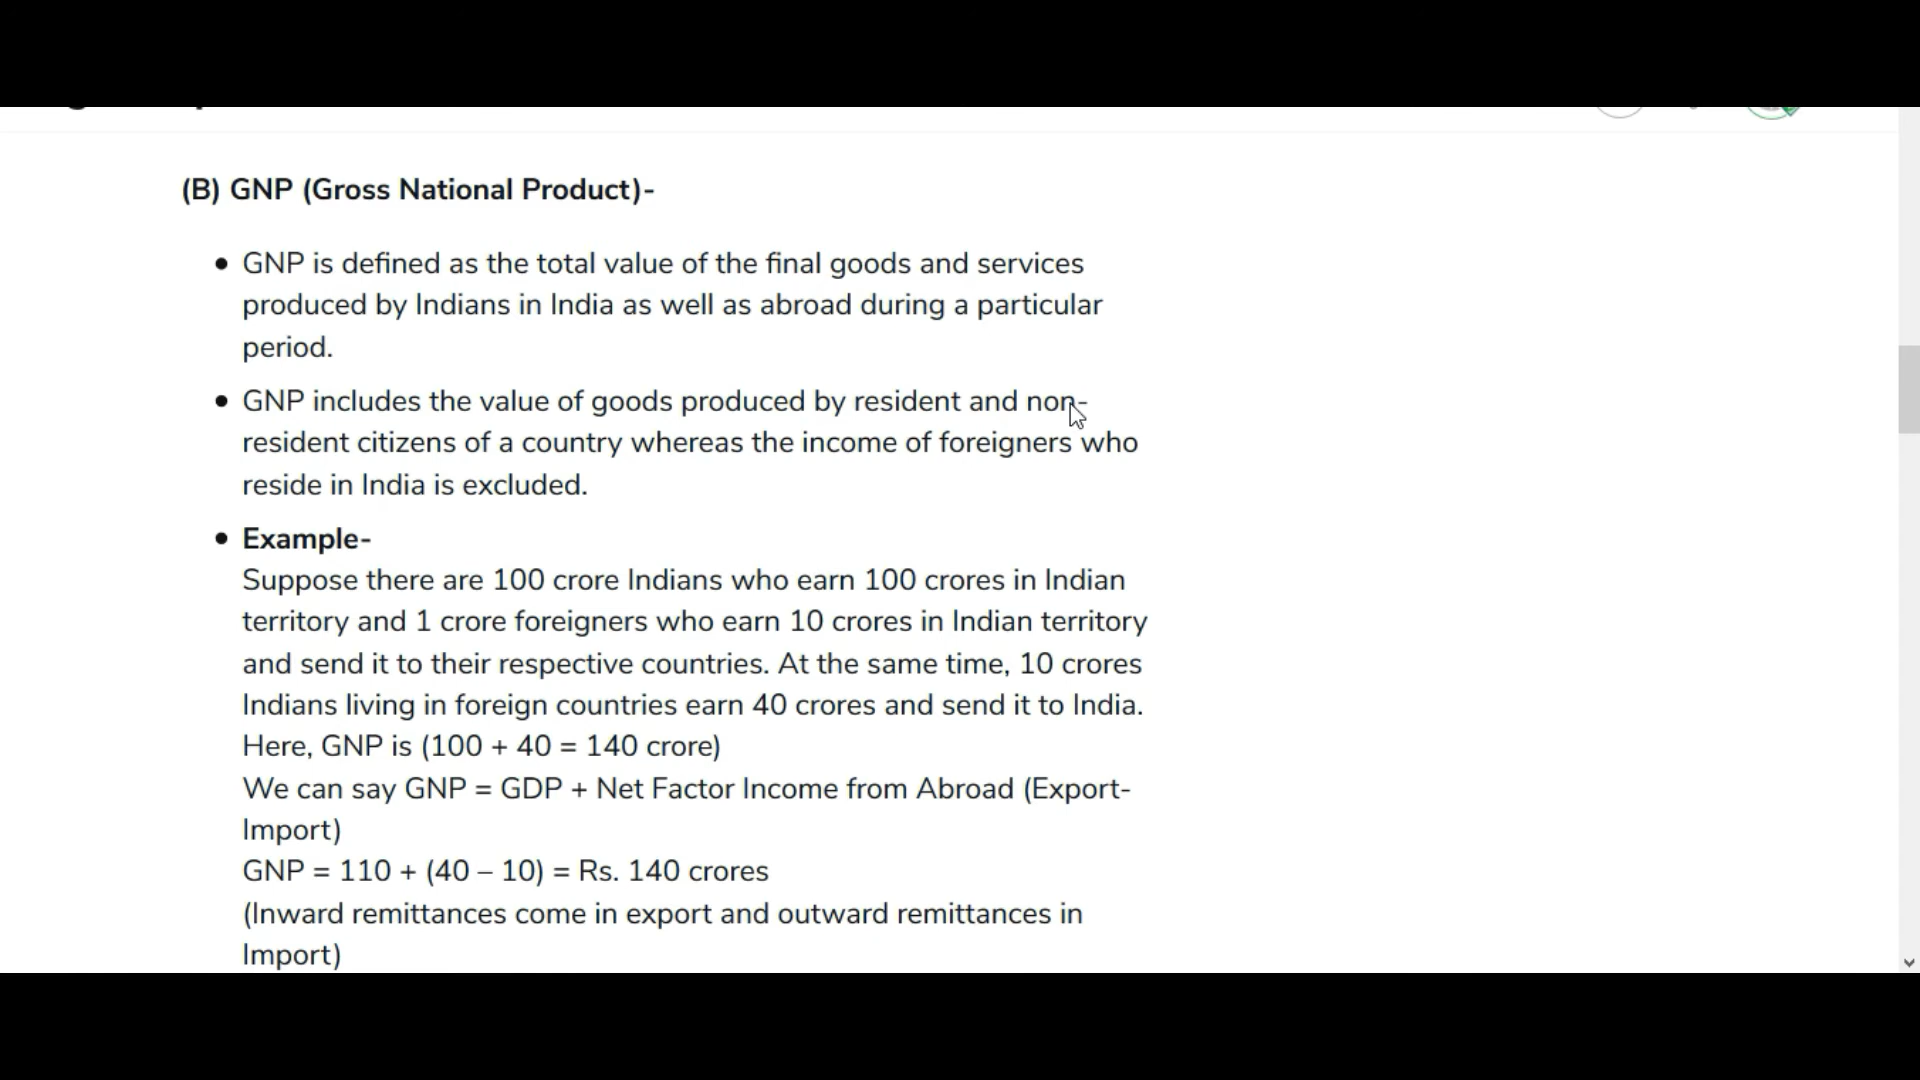 (B) GNP (Gross National Product)-
• GNP is defined as the total value of the final goods and services
produced by Indians in India as well as abroad during a particular
period.
• GNP includes the value of goods produced by resident and non-
resident citizens of a country whereas the income of foreigners who
reside in India is excluded.
• Example-
Suppose there are 100 crore Indians who earn 100 crores in Indian
territory and 1 crore foreigners who earn 10 crores in Indian territory
and send it to their respective countries. At the same time, 10 crores
Indians living in foreign countries earn 40 crores and send it to India.
Here, GNP is (100 + 40 = 140 crore)
We can say GNP = GDP + Net Factor Income from Abroad (Export-
Import)
GNP = 110 + (40 – 10) = Rs. 140 crores
(Inward remittances come in export and outward remittances in
Import)